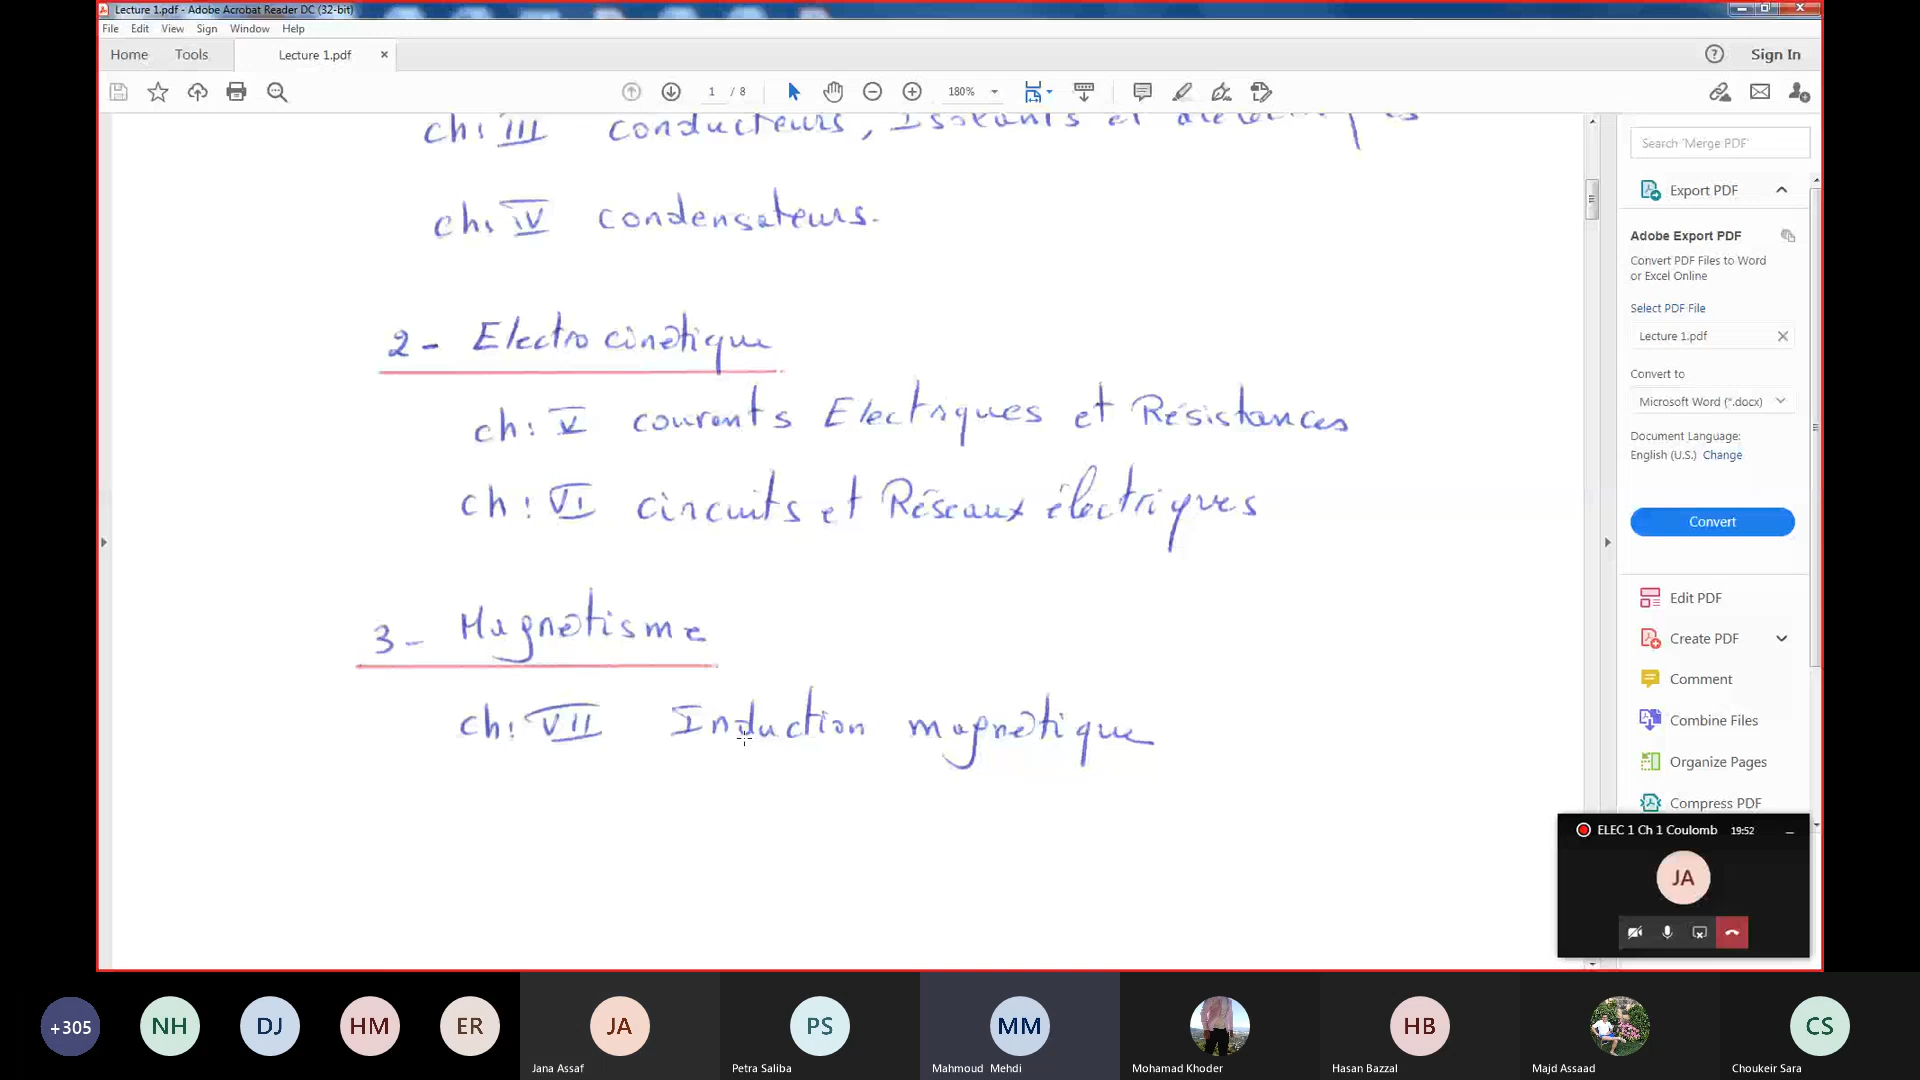 Lecture 1.pdf - Adobe Acrobat Reader DC (32-bit)
File Edit View Sign Window Help
Home Tools Lecture 1.pdf Sign In
1 / 8 180%
ch: III conducteurs, Isolants et dielectriques
ch: IV condensateurs.
2 - Electrocinétique
ch: V courants Electriques et Résistances
ch: VI circuits et Réseaux électriques
3 - Magnétisme
ch: VII Induction magnétique
Search 'Merge PDF'
Export PDF
Adobe Export PDF
Convert PDF Files to Word
or Excel Online
Select PDF File
Lecture 1.pdf
Convert to
Microsoft Word (*.docx)
Document Language:
English (U.S.) Change
Convert
Edit PDF
Create PDF
Comment
Combine Files
Organize Pages
Compress PDF
ELEC 1 Ch 1 Coulomb 19:52
JA
+305 NH DJ HM ER JA PS MM HB CS
Jana Assaf Petra Saliba Mahmoud Mehdi Mohamad Khoder Hasan Bazzal Majd Assaad Choukeir Sara